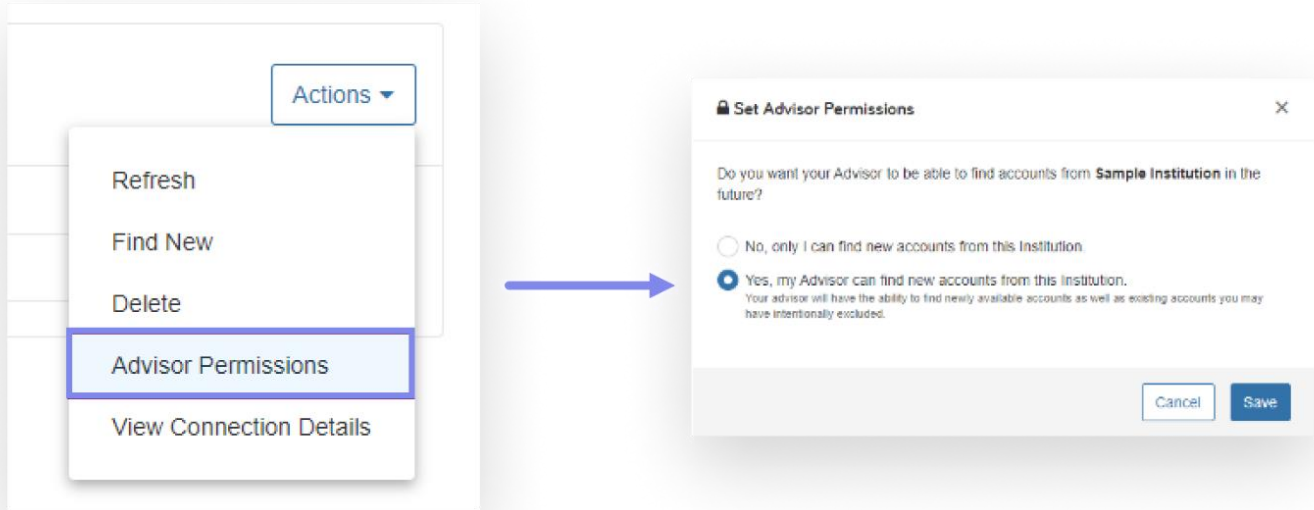 Actions
Refresh
Find New
Delete
Advisor Permissions
View Connection Details
Set Advisor Permissions
Do you want your Advisor to be able to find accounts from Sample Institution in the
future?
No, only I can find new accounts from this Institution
Yes, my Advisor can find new accounts from this Institution.
Your advisor will have the ability to find newly available accounts as well as existing accounts you may
have intentionally excluded.
Cancel
Save